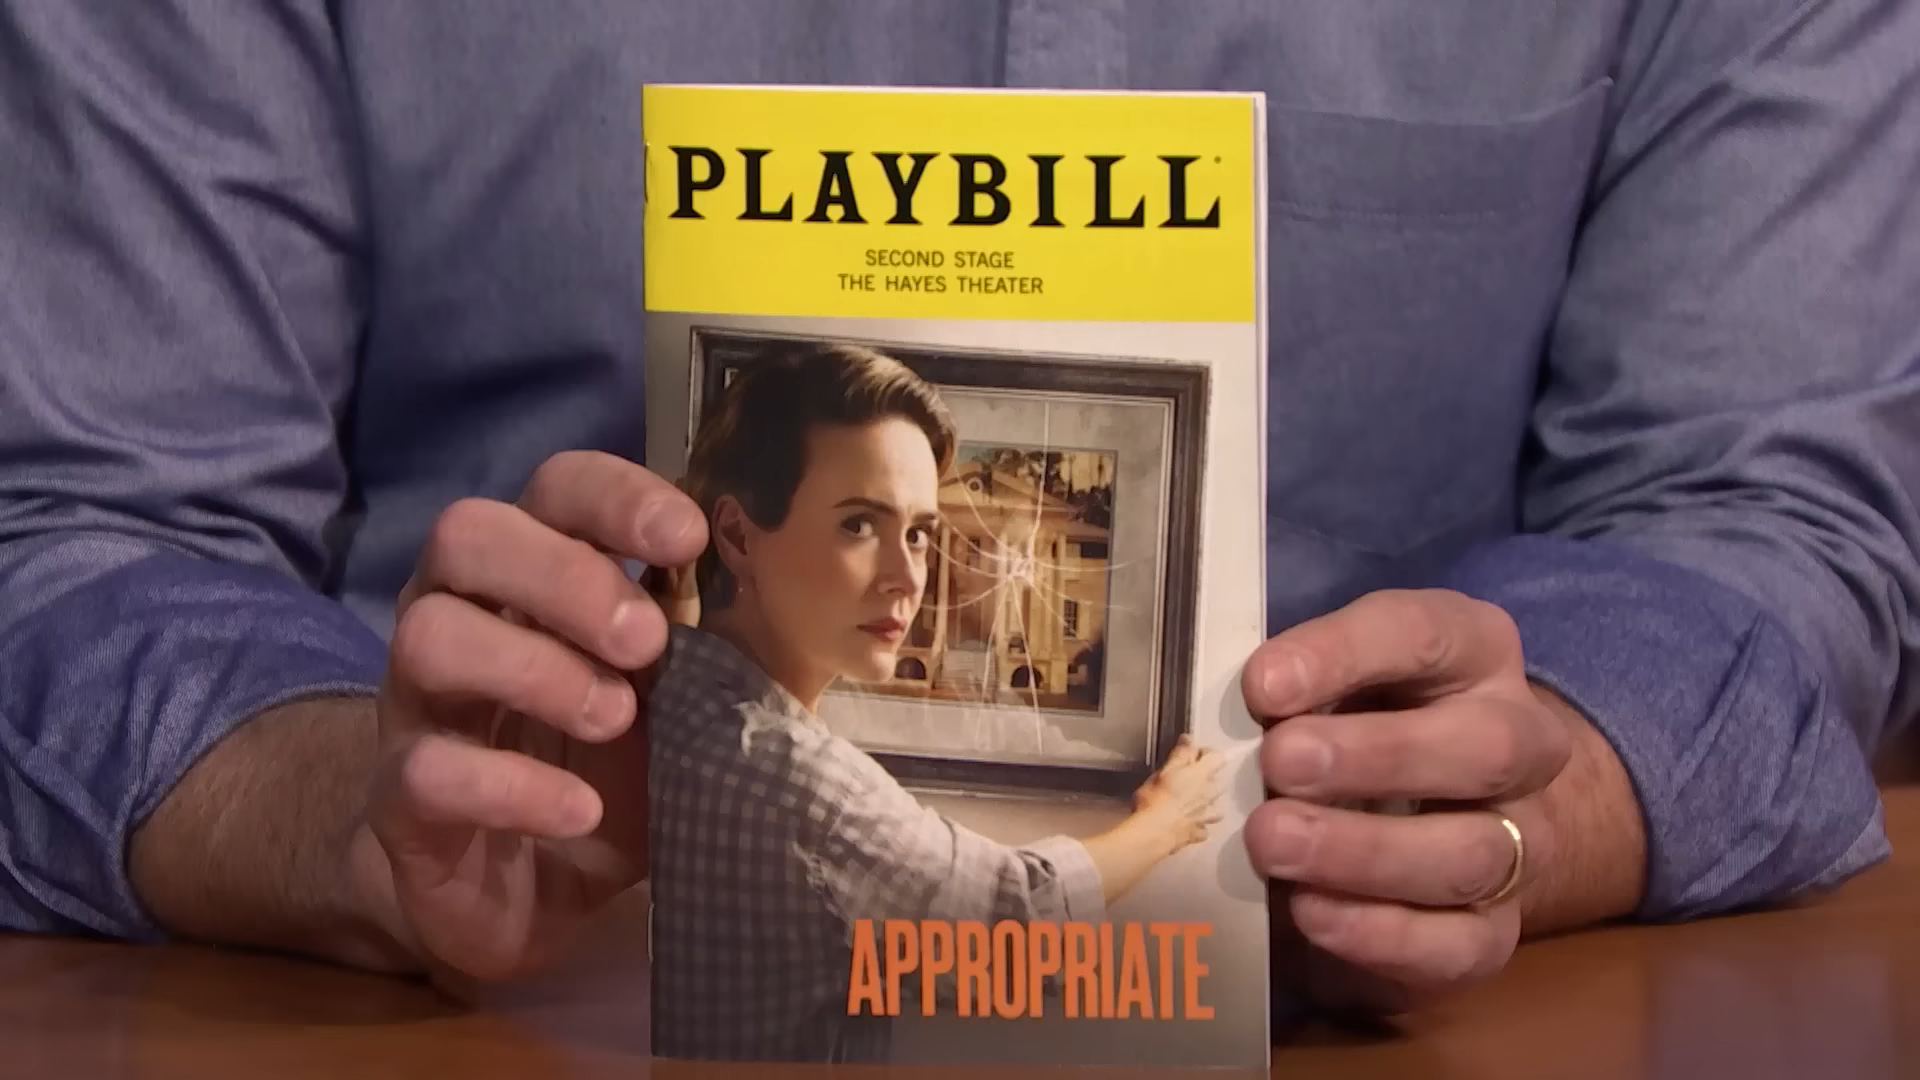 PLAYBILL
SECOND STAGE
THE HAYES THEATER
APPROPRIATE